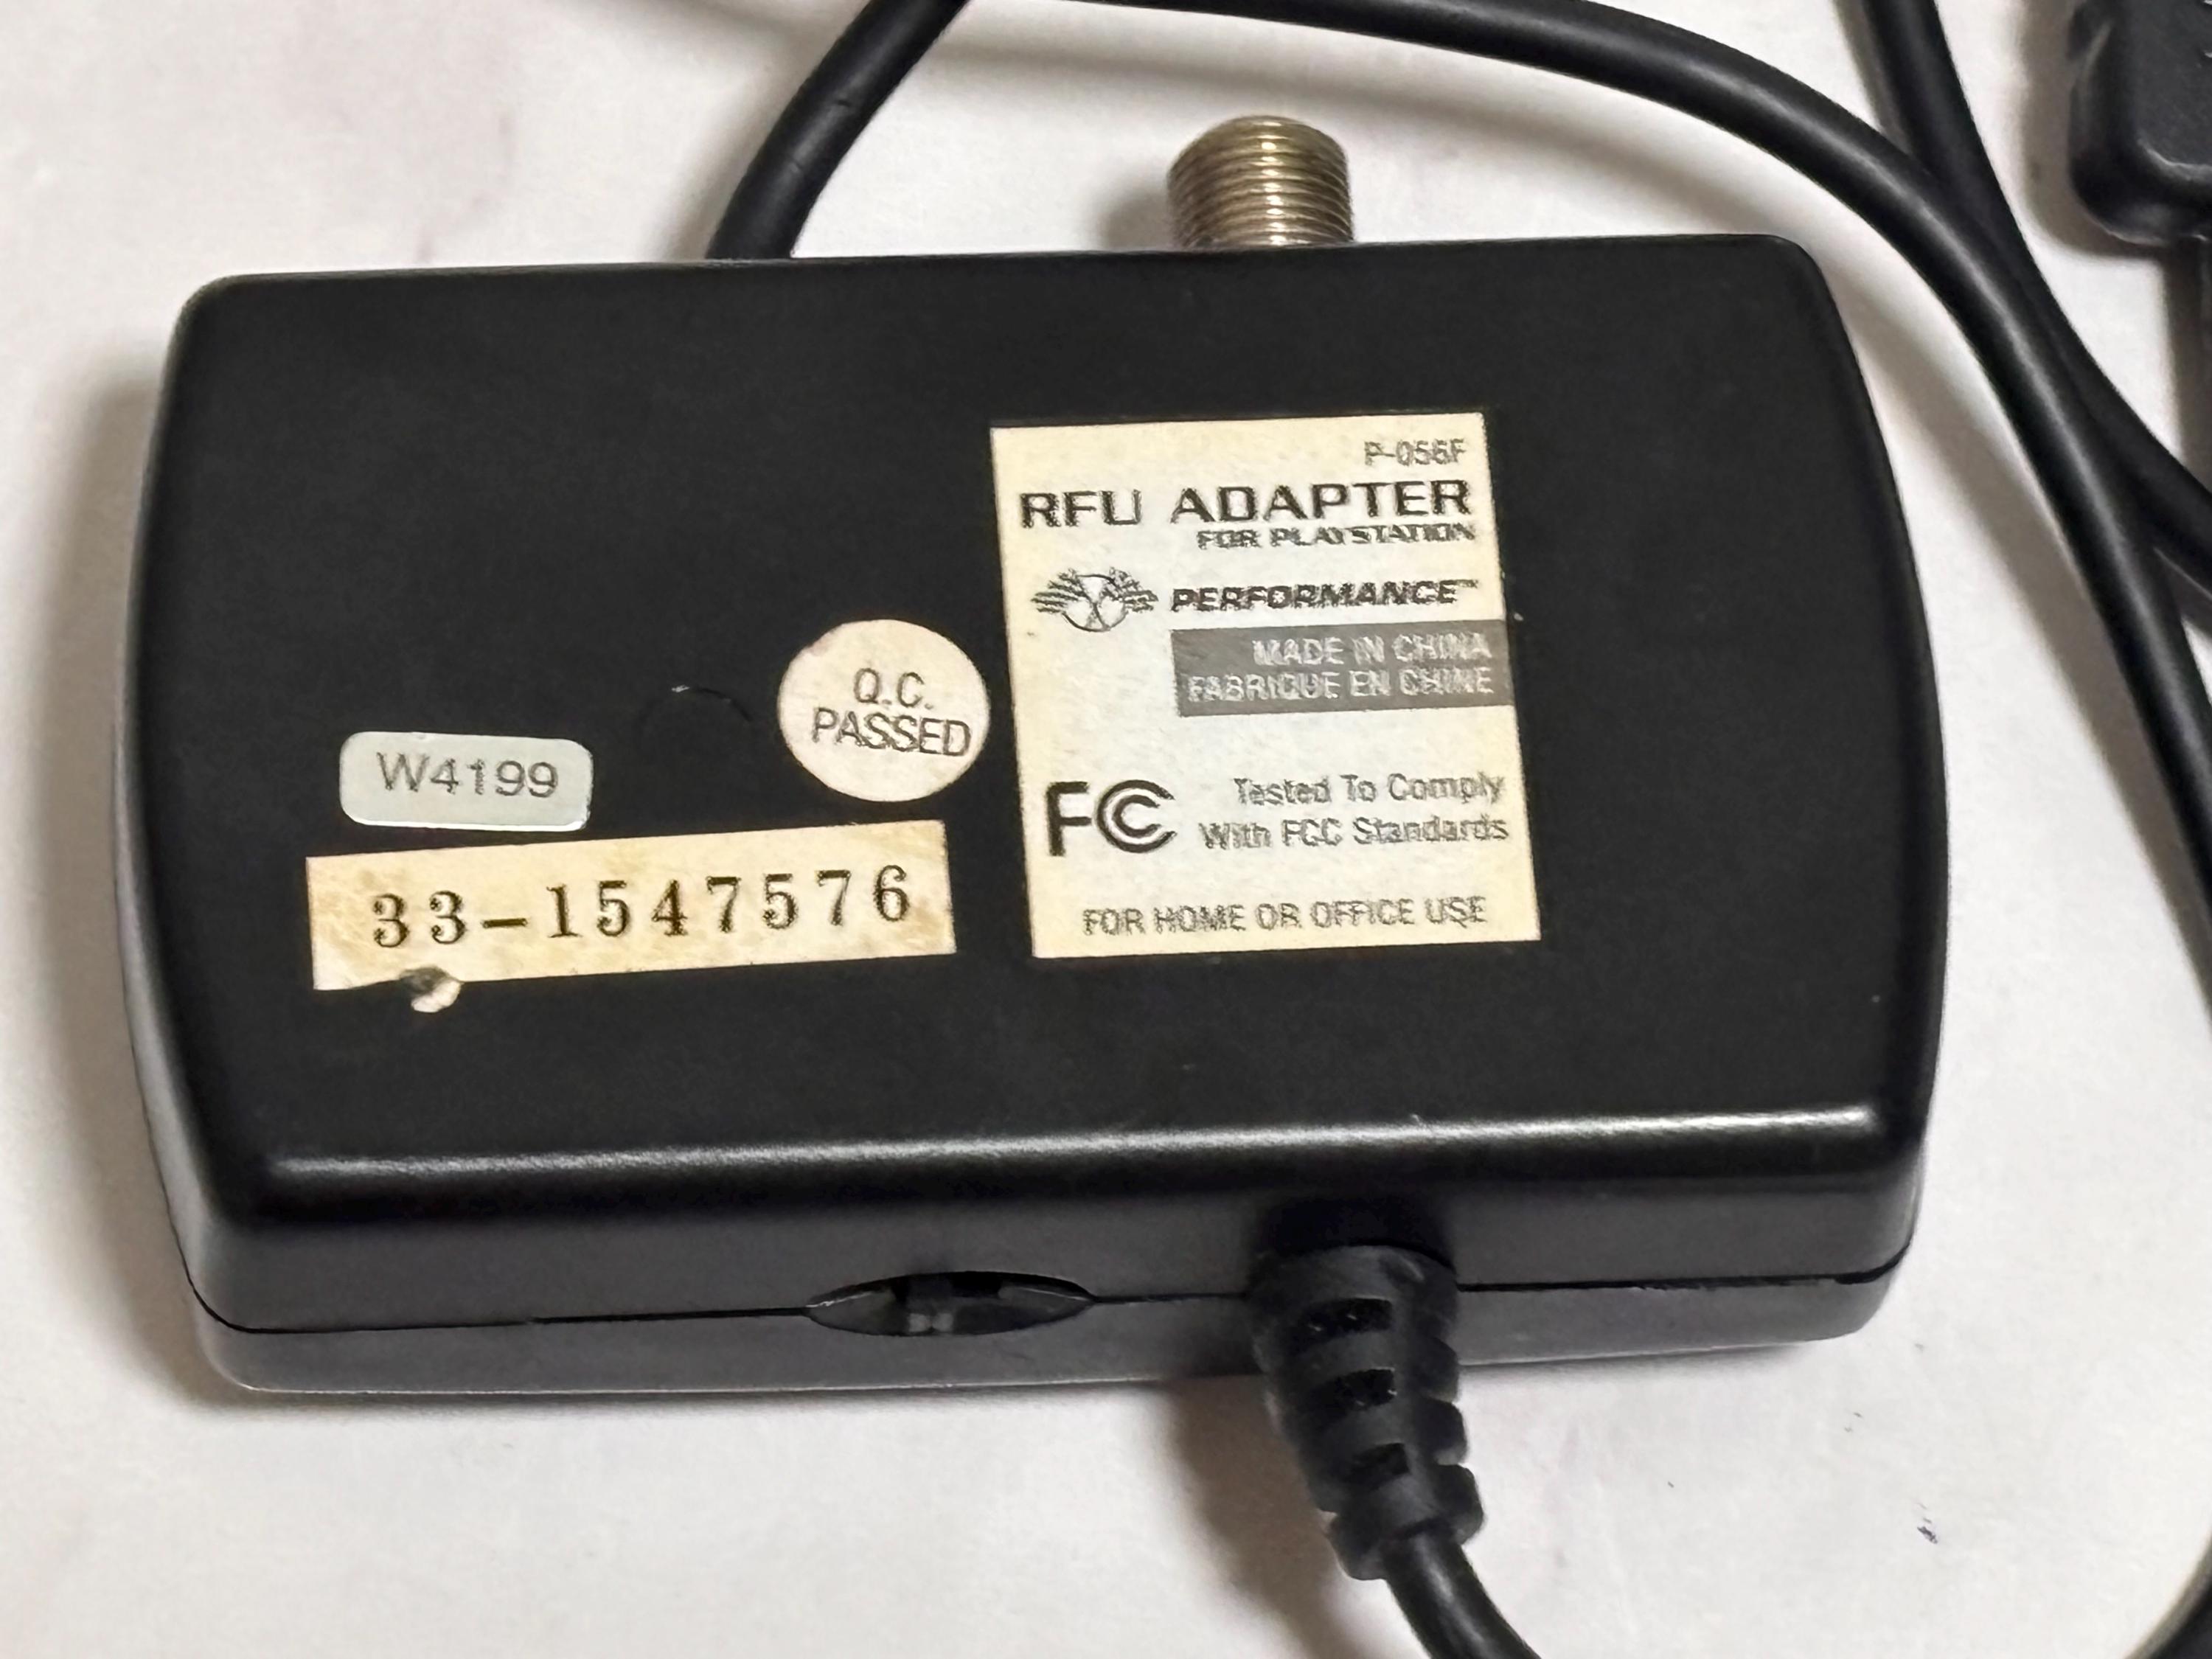 P-056F
RFU ADAPTER
FOR PLAYSTATION
PERFORMANCE™
MADE IN CHINA
FABRIQUE EN CHINE
Q.C.
PASSED
W4199
33-1547576
FC Tested To Comply
With FCC Standards
FOR HOME OR OFFICE USE